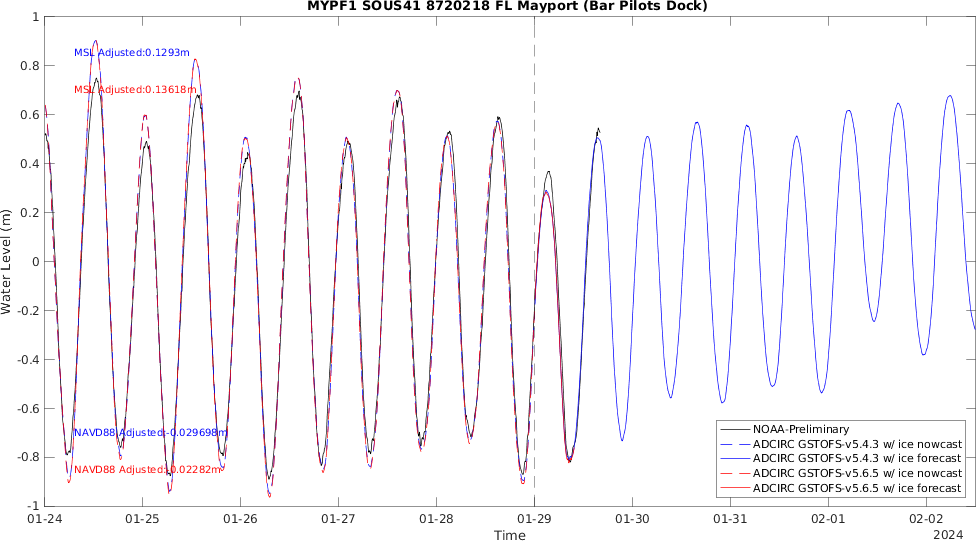 MYPF1 SOUS41 8720218 FL Mayport (Bar Pilots Dock)
Water Level (m)
1
0.8
0.6
0.4
0.2
0
-0.2
-0.4
-0.6
-0.8
-1
MSL Adjusted:0.1293m
MSL Adjusted:0.13618m
NAVD88 Adjusted:-0.029698m
NAVD88 Adjusted:-0.02282m
NOAA-Preliminary
ADCIRC GSTOFS-v5.4.3 w/ ice nowcast
ADCIRC GSTOFS-v5.4.3 w/ ice forecast
ADCIRC GSTOFS-v5.6.5 w/ ice nowcast
ADCIRC GSTOFS-v5.6.5 w/ ice forecast
01-24 01-25 01-26 01-27 01-28 01-29 01-30 01-31 02-01 02-02
Time
2024